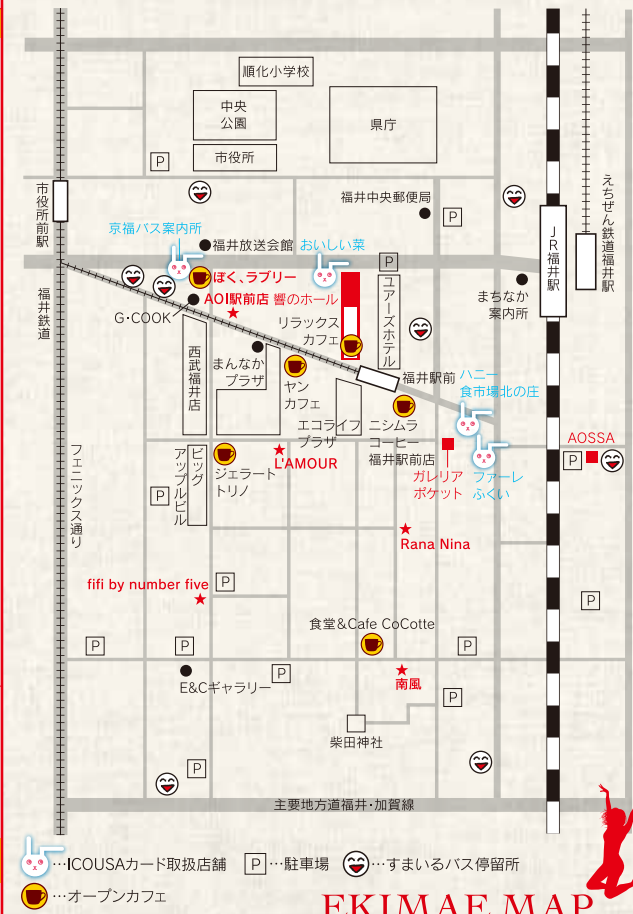 順化小学校
中央
公園
県庁
市役所
P
市役所前駅
福井中央郵便局
P
えちぜん鉄道福井駅
JR福井駅
京福バス案内所
福井放送会館
おいしい菜
ぼく、ラブリー
P
AOI駅前店
響のホール
まちなか
案内所
福井鉄道
G・COOK
リラックス
カフェ
ユアーズホテル
西武福井店
まんなか
プラザ
ヤン
カフェ
福井駅前
ハニー
食市場北の庄
エコライフ
プラザ
ニシムラ
コーヒー
福井駅前店
AOSSA
P
フェニックス通り
ビッグ
アップルビル
ジェラート
トリノ
L'AMOUR
ガレリア
ポケット
ファーレ
ふくい
P
Rana Nina
fifi by number five
P
P
食堂&Cafe CoCotte
P
P
P
E&Cギャラリー
P
南風
P
柴田神社
P
主要地方道福井・加賀線
…ICOUSAカード取扱店舗
P…駐車場
…すまいるバス停留所
…オープンカフェ
EKIMAE MAP